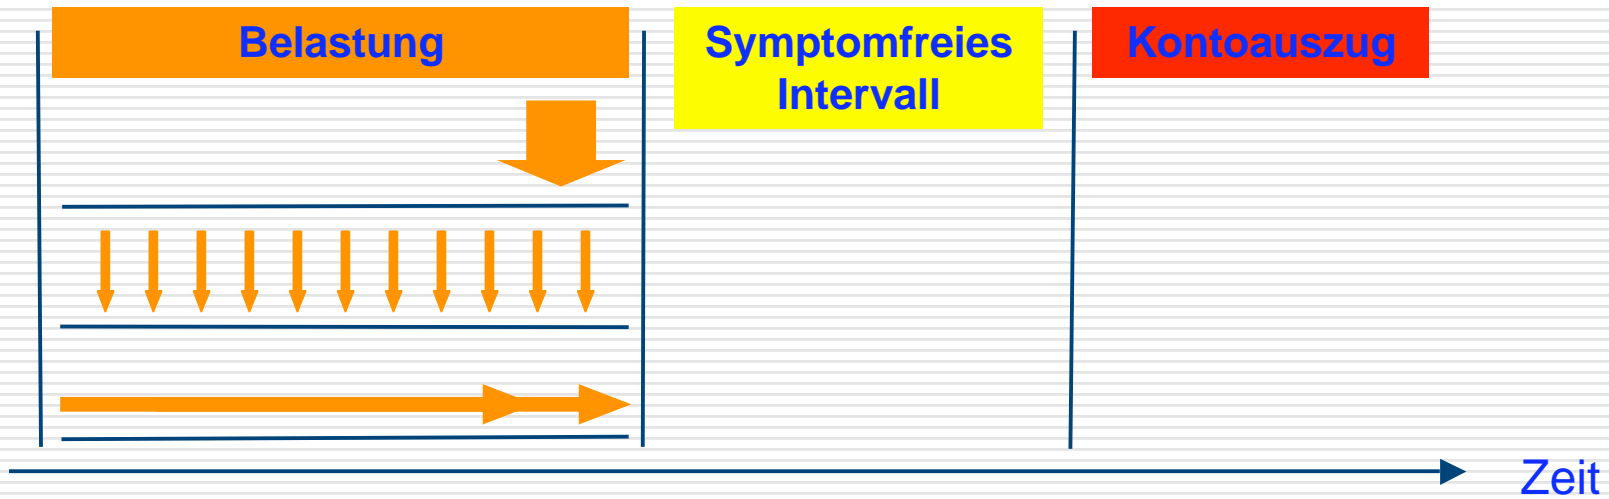 Belastung
Symptomfreies
Intervall
Kontoauszug
Zeit